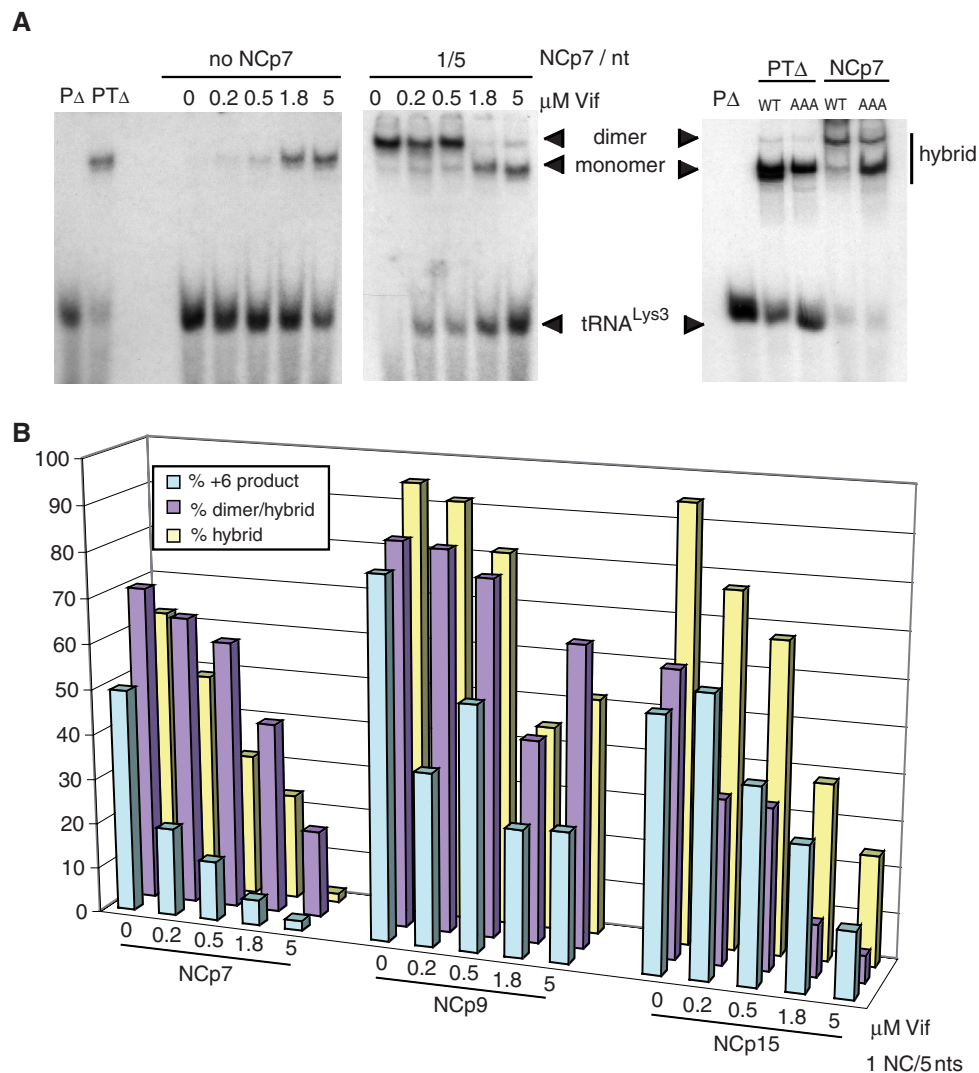 A
no NCp7
1/5
NCp7 / nt
PΔ PTΔ
0 0.2 0.5 1.8 5
0 0.2 0.5 1.8 5
μM Vif
PΔ
PTΔ
NCp7
WT AAA WT AAA
dimer
monomer
hybrid
tRNALys3
B
% +6 product
% dimer/hybrid
% hybrid
100
90
80
70
60
50
40
30
20
10
0
0 0.2 0.5 1.8 5
NCp7
0 0.2 0.5 1.8 5
NCp9
0 0.2 0.5 1.8 5
NCp15
μM Vif
1 NC/5 nts